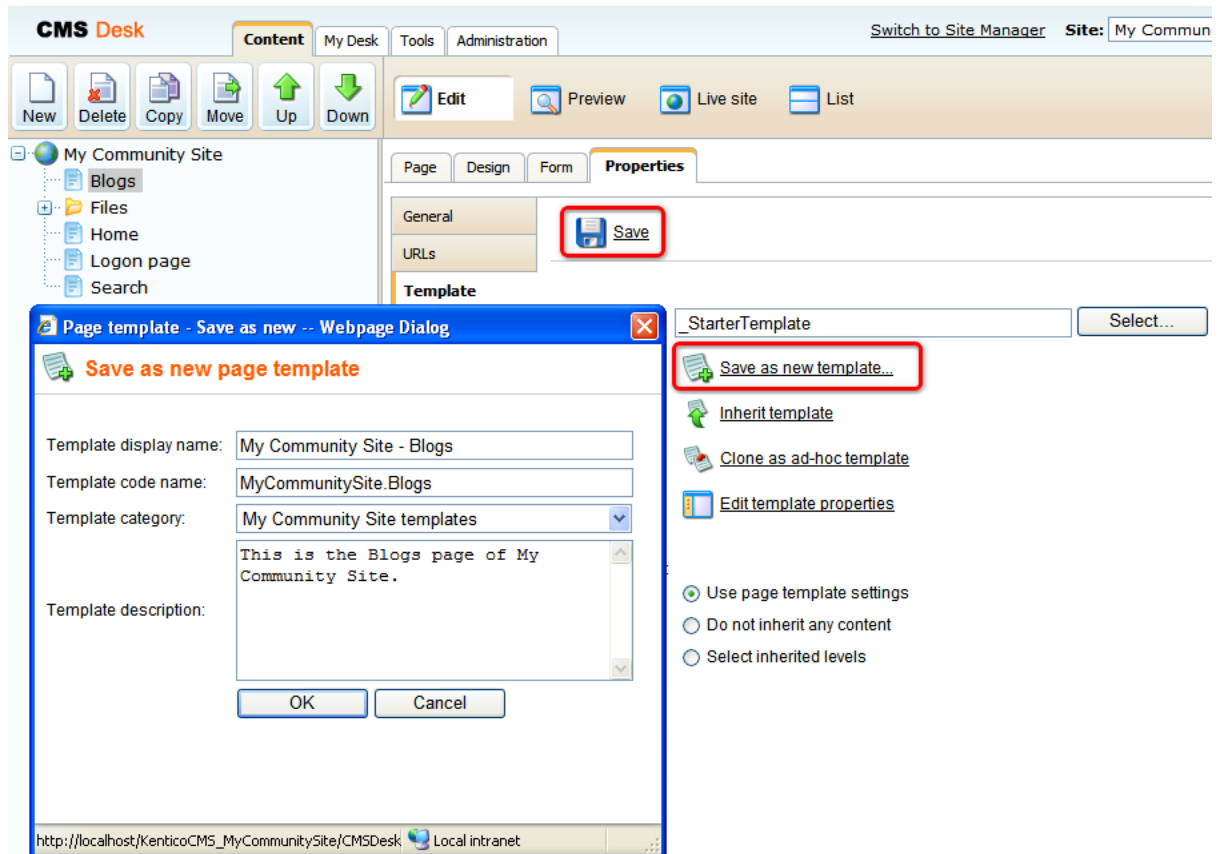 CMS Desk
Content
My Desk
Tools
Administration
Switch to Site Manager
Site: My Commun
New
Delete
Copy
Move
Up
Down
Edit
Preview
Live site
List
My Community Site
Blogs
Files
Home
Logon page
Search
Page
Design
Form
Properties
General
URLs
Template
Save
_StarterTemplate
Select...
Save as new template...
Inherit template
Clone as ad-hoc template
Edit template properties
Use page template settings
Do not inherit any content
Select inherited levels
Page template - Save as new -- Webpage Dialog
Save as new page template
Template display name: My Community Site - Blogs
Template code name: MyCommunitySite.Blogs
Template category: My Community Site templates
Template description:
This is the Blogs page of My
Community Site.
OK
Cancel
http://localhost/KenticoCMS_MyCommunitySite/CMSDesk
Local intranet